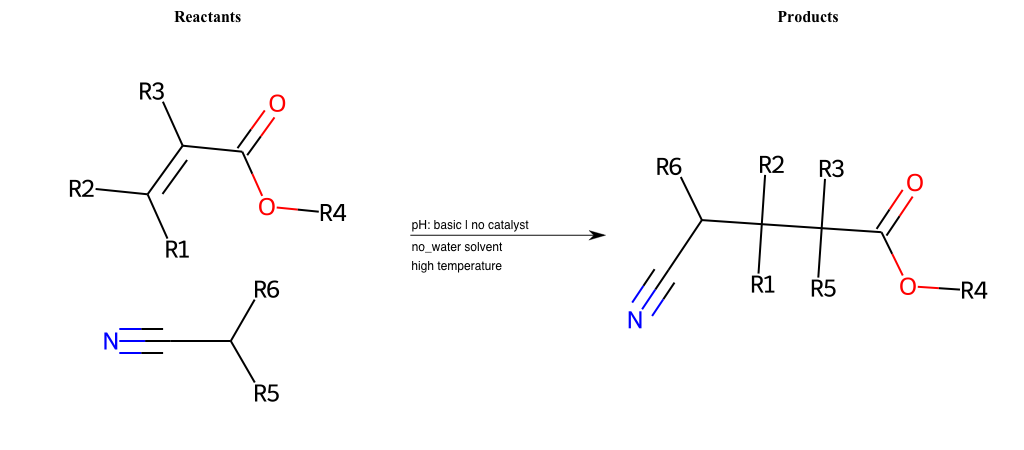 Reactants
Products
R3
O
R2
O
R4
R1
R6
N
R5
pH: basic | no catalyst
no_water solvent
high temperature
R6
R2
R3
O
R1
R5
O
R4
N